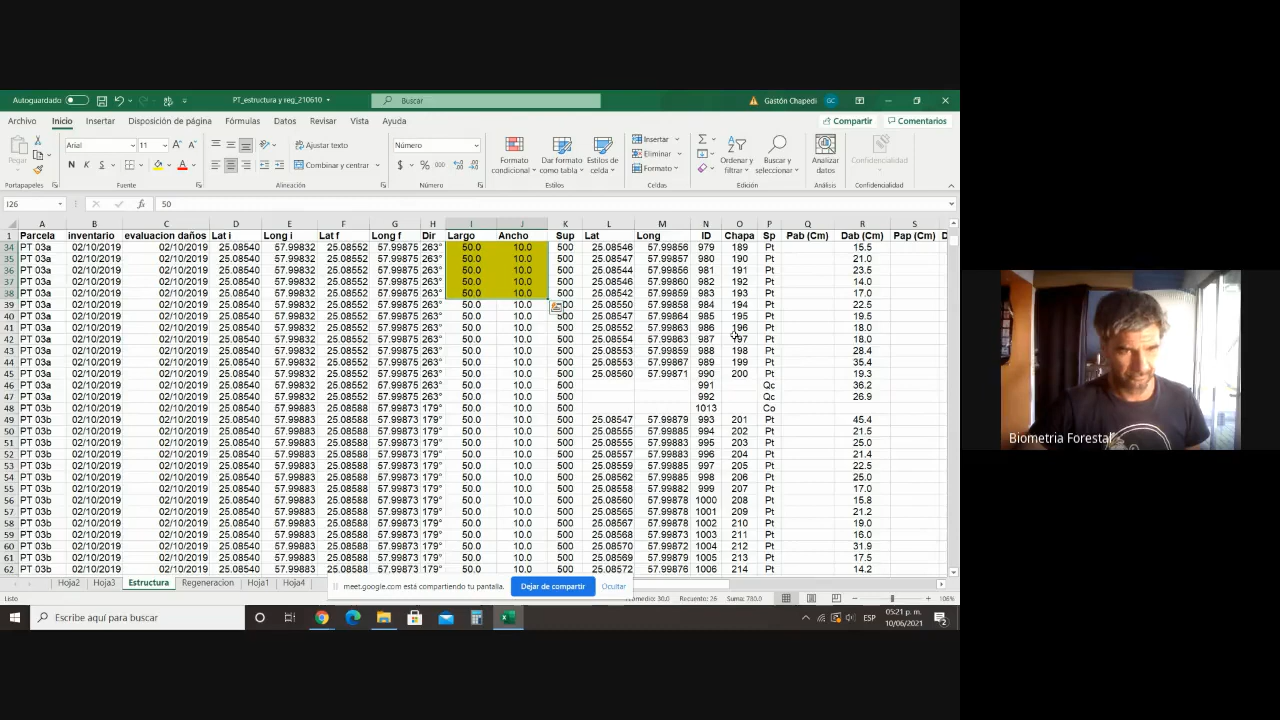 Autoguardado PT_estructura y reg_210610 Buscar Gastón Chapedi GC
Archivo Inicio Insertar Disposición de página Fórmulas Datos Revisar Vista Ayuda Compartir Comentarios
Pegar Arial 11 Ajustar texto Número Formato condicional Dar formato como tabla Estilos de celda Insertar Ordenar y filtrar Buscar y seleccionar Analizar datos Confidencialidad
N K S Combinar y centrar $ % 000 Eliminar
Formato
Portapapeles Fuente Alineación Número Estilos Celdas Edición Análisis Confidencialidad
I26 fx 50
A B C D E F G H I J K L M N O P Q R S
1 Parcela inventario evaluacion daños Lat i Long i Lat f Long f Dir Largo Ancho Sup Lat Long ID Chapa Sp Pab (Cm) Dab (Cm) Pap (Cm) D
34 PT 03a 02/10/2019 02/10/2019 25.08540 57.99832 25.08552 57.99875 263° 50.0 10.0 500 25.08546 57.99856 979 189 Pt 15.5
35 PT 03a 02/10/2019 02/10/2019 25.08540 57.99832 25.08552 57.99875 263° 50.0 10.0 500 25.08547 57.99857 980 190 Pt 21.0
36 PT 03a 02/10/2019 02/10/2019 25.08540 57.99832 25.08552 57.99875 263° 50.0 10.0 500 25.08544 57.99856 981 191 Pt 23.5
37 PT 03a 02/10/2019 02/10/2019 25.08540 57.99832 25.08552 57.99875 263° 50.0 10.0 500 25.08546 57.99860 982 192 Pt 14.0
38 PT 03a 02/10/2019 02/10/2019 25.08540 57.99832 25.08552 57.99875 263° 50.0 10.0 500 25.08542 57.99862 983 193 Pt 17.0
39 PT 03a 02/10/2019 02/10/2019 25.08540 57.99832 25.08552 57.99875 263° 50.0 10.0 25.08550 57.99858 984 194 Pt 22.5
40 PT 03a 02/10/2019 02/10/2019 25.08540 57.99832 25.08552 57.99875 263° 50.0 10.0 500 25.08547 57.99864 985 195 Pt 19.5
41 PT 03a 02/10/2019 02/10/2019 25.08540 57.99832 25.08552 57.99875 263° 50.0 10.0 500 25.08552 57.99863 986 196 Pt 18.0
42 PT 03a 02/10/2019 02/10/2019 25.08540 57.99832 25.08552 57.99875 263° 50.0 10.0 500 25.08554 57.99863 987 197 Pt 18.0
43 PT 03a 02/10/2019 02/10/2019 25.08540 57.99832 25.08552 57.99875 263° 50.0 10.0 500 25.08553 57.99859 988 198 Pt 28.4
44 PT 03a 02/10/2019 02/10/2019 25.08540 57.99832 25.08552 57.99875 263° 50.0 10.0 500 25.08553 57.99867 989 199 Pt 35.4
45 PT 03a 02/10/2019 02/10/2019 25.08540 57.99832 25.08552 57.99875 263° 50.0 10.0 500 25.08560 57.99871 990 200 Pt 19.3
46 PT 03a 02/10/2019 02/10/2019 25.08540 57.99832 25.08552 57.99875 263° 50.0 10.0 500 991 Qc 36.2
47 PT 03a 02/10/2019 02/10/2019 25.08540 57.99832 25.08552 57.99875 263° 50.0 10.0 500 992 Qc 26.9
48 PT 03b 02/10/2019 02/10/2019 25.08540 57.99883 25.08588 57.99873 179° 50.0 10.0 500 1013 Co
49 PT 03b 02/10/2019 02/10/2019 25.08540 57.99883 25.08588 57.99873 179° 50.0 10.0 500 25.08547 57.99879 993 201 Pt 45.4
50 PT 03b 02/10/2019 02/10/2019 25.08540 57.99883 25.08588 57.99873 179° 50.0 10.0 500 25.08555 57.99885 994 202 Pt 21.5
51 PT 03b 02/10/2019 02/10/2019 25.08540 57.99883 25.08588 57.99873 179° 50.0 10.0 500 25.08555 57.99883 995 203 Pt 25.0
52 PT 03b 02/10/2019 02/10/2019 25.08540 57.99883 25.08588 57.99873 179° 50.0 10.0 500 25.08557 57.99883 996 204 Pt 21.4
53 PT 03b 02/10/2019 02/10/2019 25.08540 57.99883 25.08588 57.99873 179° 50.0 10.0 500 25.08559 57.99885 997 205 Pt 22.5
54 PT 03b 02/10/2019 02/10/2019 25.08540 57.99883 25.08588 57.99873 179° 50.0 10.0 500 25.08562 57.99883 998 206 Pt 25.0
55 PT 03b 02/10/2019 02/10/2019 25.08540 57.99883 25.08588 57.99873 179° 50.0 10.0 500 25.08558 57.99882 999 207 Pt 17.0
56 PT 03b 02/10/2019 02/10/2019 25.08540 57.99883 25.08588 57.99873 179° 50.0 10.0 500 25.08560 57.99882 1000 208 Pt 15.8
57 PT 03b 02/10/2019 02/10/2019 25.08540 57.99883 25.08588 57.99873 179° 50.0 10.0 500 25.08563 57.99881 1001 209 Pt 21.2
58 PT 03b 02/10/2019 02/10/2019 25.08540 57.99883 25.08588 57.99873 179° 50.0 10.0 500 25.08567 57.99883 1002 210 Pt 19.0
59 PT 03b 02/10/2019 02/10/2019 25.08540 57.99883 25.08588 57.99873 179° 50.0 10.0 500 25.08567 57.99881 1003 211 Pt 16.0
60 PT 03b 02/10/2019 02/10/2019 25.08540 57.99883 25.08588 57.99873 179° 50.0 10.0 500 25.08570 57.99882 1004 212 Pt 31.9
61 PT 03b 02/10/2019 02/10/2019 25.08540 57.99883 25.08588 57.99873 179° 50.0 10.0 500 25.08565 57.99886 1005 213 Pt 17.5
62 PT 03b 02/10/2019 02/10/2019 25.08540 57.99883 25.08588 57.99873 179° 50.0 10.0 500 25.08569 57.99885 1006 214 Pt 14.2
Hoja2 Hoja3 Estructura Regeneracion Hoja1 Hoja4
meet.google.com está compartiendo tu pantalla. Dejar de compartir Ocultar
Listo Promedio: 30.0 Recuento: 26 Suma: 780.0 106%
Escribe aquí para buscar ESP 05:21 p. m.
10/06/2021 2
Biometria Forestal